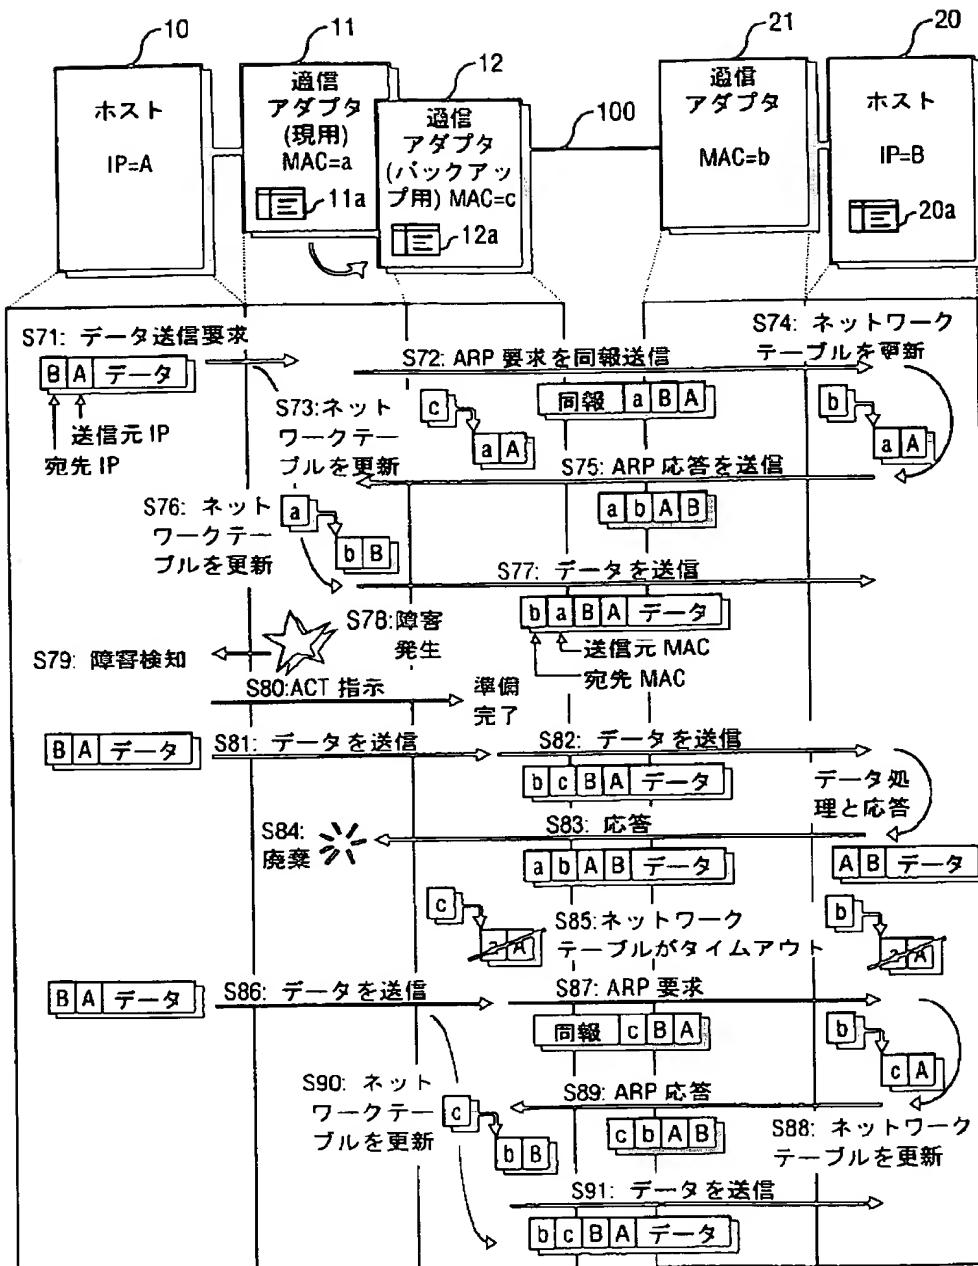 10
11
12
21
20
100
ホスト
IP=A
通信
アダプタ
(現用)
MAC=a
11a
通信
アダプタ
(バックアッ
プ用) MAC=c
12a
通信
アダプタ
MAC=b
ホスト
IP=B
20a
S71: データ送信要求
B A データ
送信元 IP
宛先 IP
S72: ARP 要求を同報送信
同報 a B A
S73:ネット
ワークテー
ブルを更新
c
a A
S74: ネットワーク
テーブルを更新
b
a A
S75: ARP 応答を送信
a b A B
S76: ネット
ワークテー
ブルを更新
a
b B
S77: データを送信
b a B A データ
送信元 MAC
宛先 MAC
S78:障害
発生
S79: 障害検知
S80:ACT 指示
準備
完了
B A データ
S81: データを送信
S82: データを送信
b c B A データ
データ処
理と応答
S83: 応答
a b A B データ
A B データ
S84:
廃棄
c
a A
S85:ネットワーク
テーブルがタイムアウト
b
a A
B A データ
S86: データを送信
S87: ARP 要求
同報 c B A
b
c A
S88: ネットワーク
テーブルを更新
S89: ARP 応答
c b A B
S90: ネット
ワークテー
ブルを更新
c
b B
S91: データを送信
b c B A データ